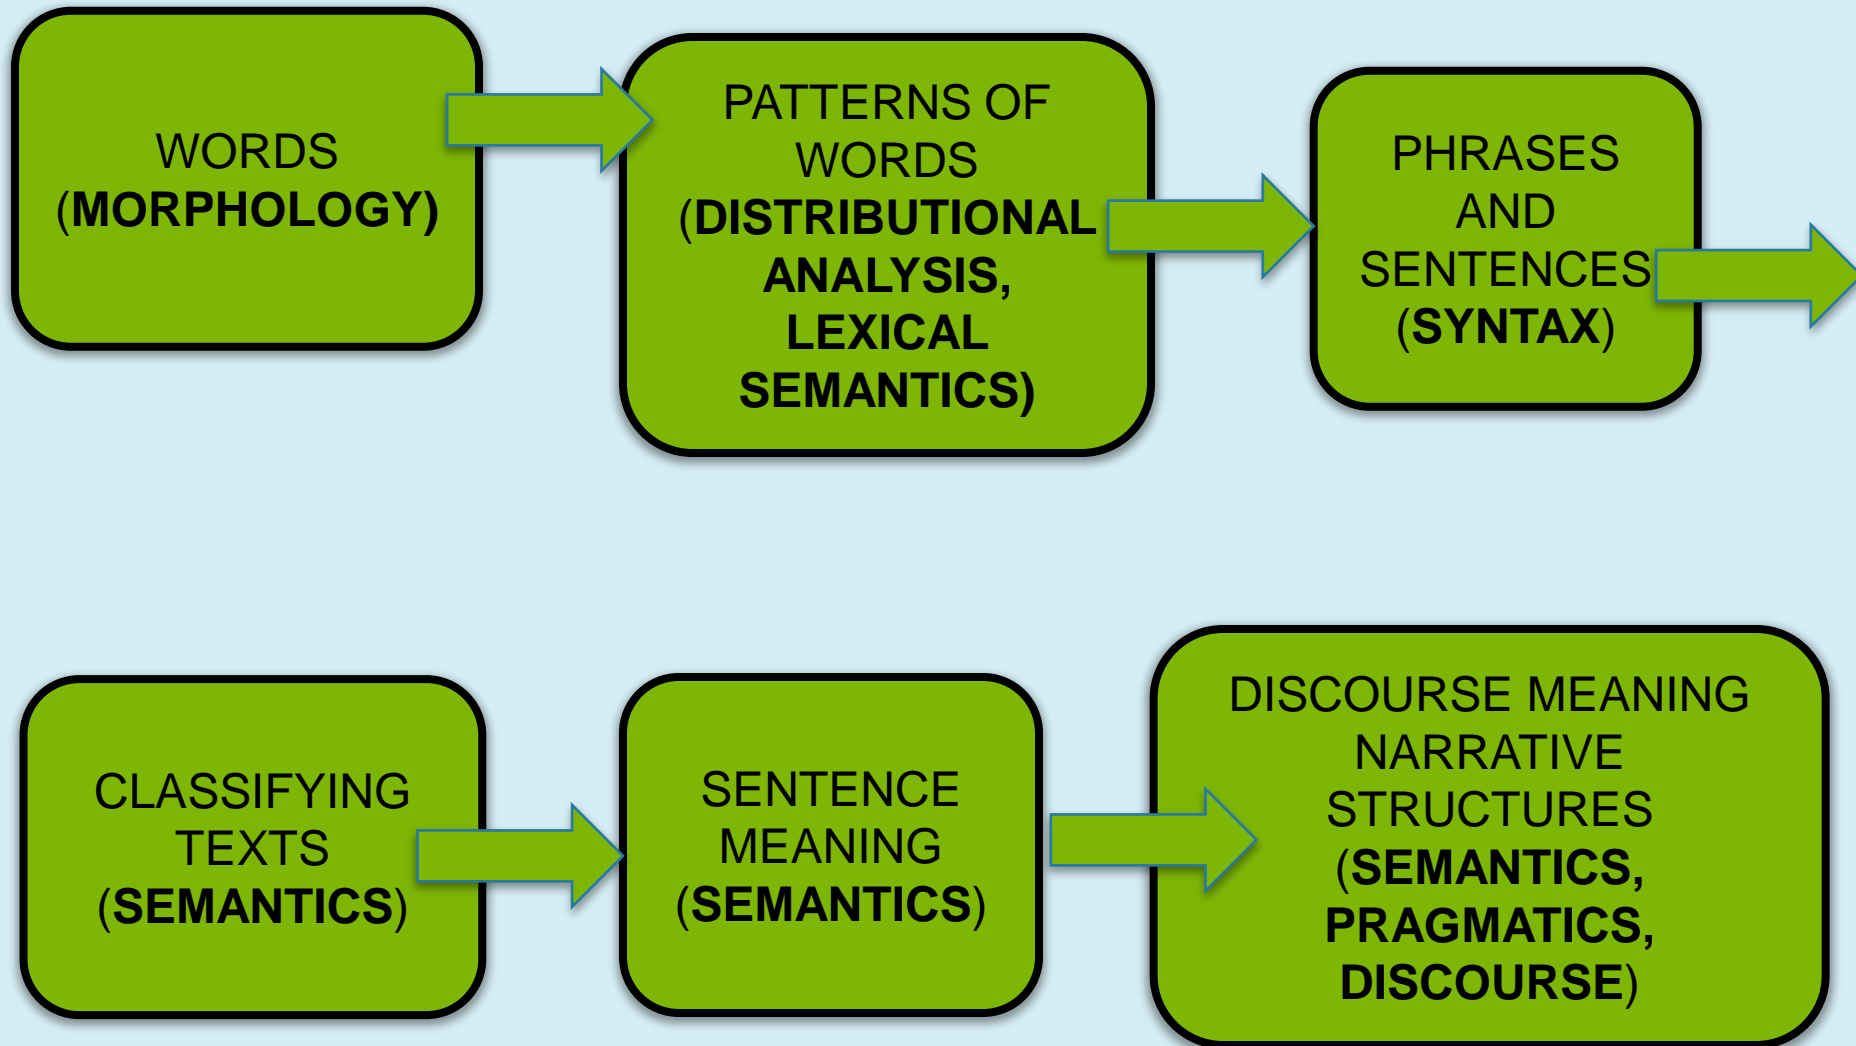 WORDS
(MORPHOLOGY)
PATTERNS OF
WORDS
(DISTRIBUTIONAL
ANALYSIS,
LEXICAL
SEMANTICS)
PHRASES
AND
SENTENCES
(SYNTAX)
CLASSIFYING
TEXTS
(SEMANTICS)
SENTENCE
MEANING
(SEMANTICS)
DISCOURSE MEANING
NARRATIVE
STRUCTURES
(SEMANTICS,
PRAGMATICS,
DISCOURSE)